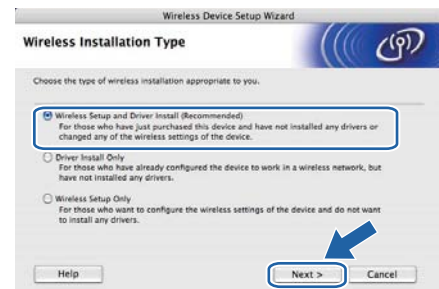 Wireless Device Setup Wizard
Wireless Installation Type
Choose the type of wireless installation appropriate to you.
Wireless Setup and Driver Install (Recommended)
For those who have just purchased this device and have not installed any drivers or
changed any of the wireless settings of the device.
Driver Install Only
For those who have already configured the device to work in a wireless network, but
have not installed any drivers.
Wireless Setup Only
For those who want to configure the wireless settings of the device and do not want
to install any drivers.
Help
Next >
Cancel